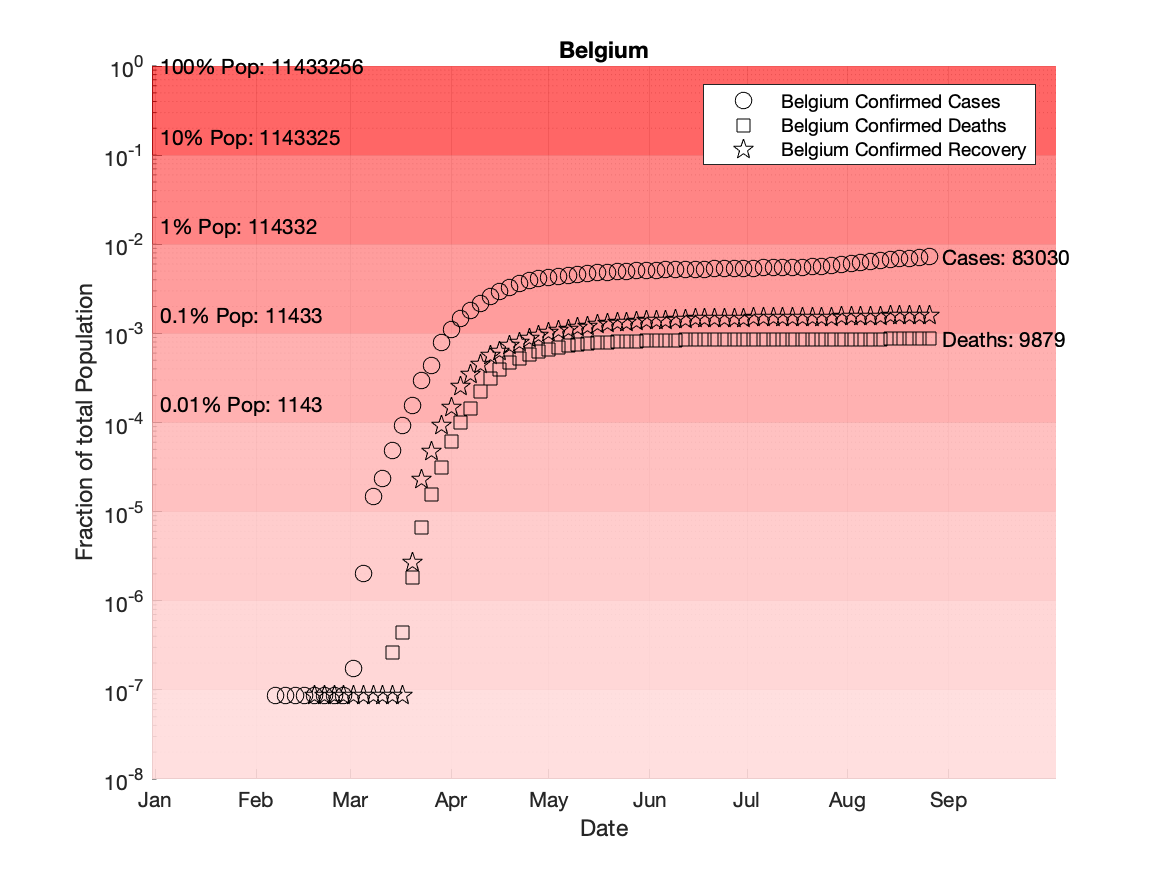 Belgium
10^0
100% Pop: 11433256
Belgium Confirmed Cases
Belgium Confirmed Deaths
Belgium Confirmed Recovery
10% Pop: 1143325
10^-1
1% Pop: 114332
10^-2
Cases: 83030
0.1% Pop: 11433
10^-3
Deaths: 9879
0.01% Pop: 1143
10^-4
10^-5
10^-6
10^-7
10^-8
Fraction of total Population
Jan Feb Mar Apr May Jun Jul Aug Sep
Date